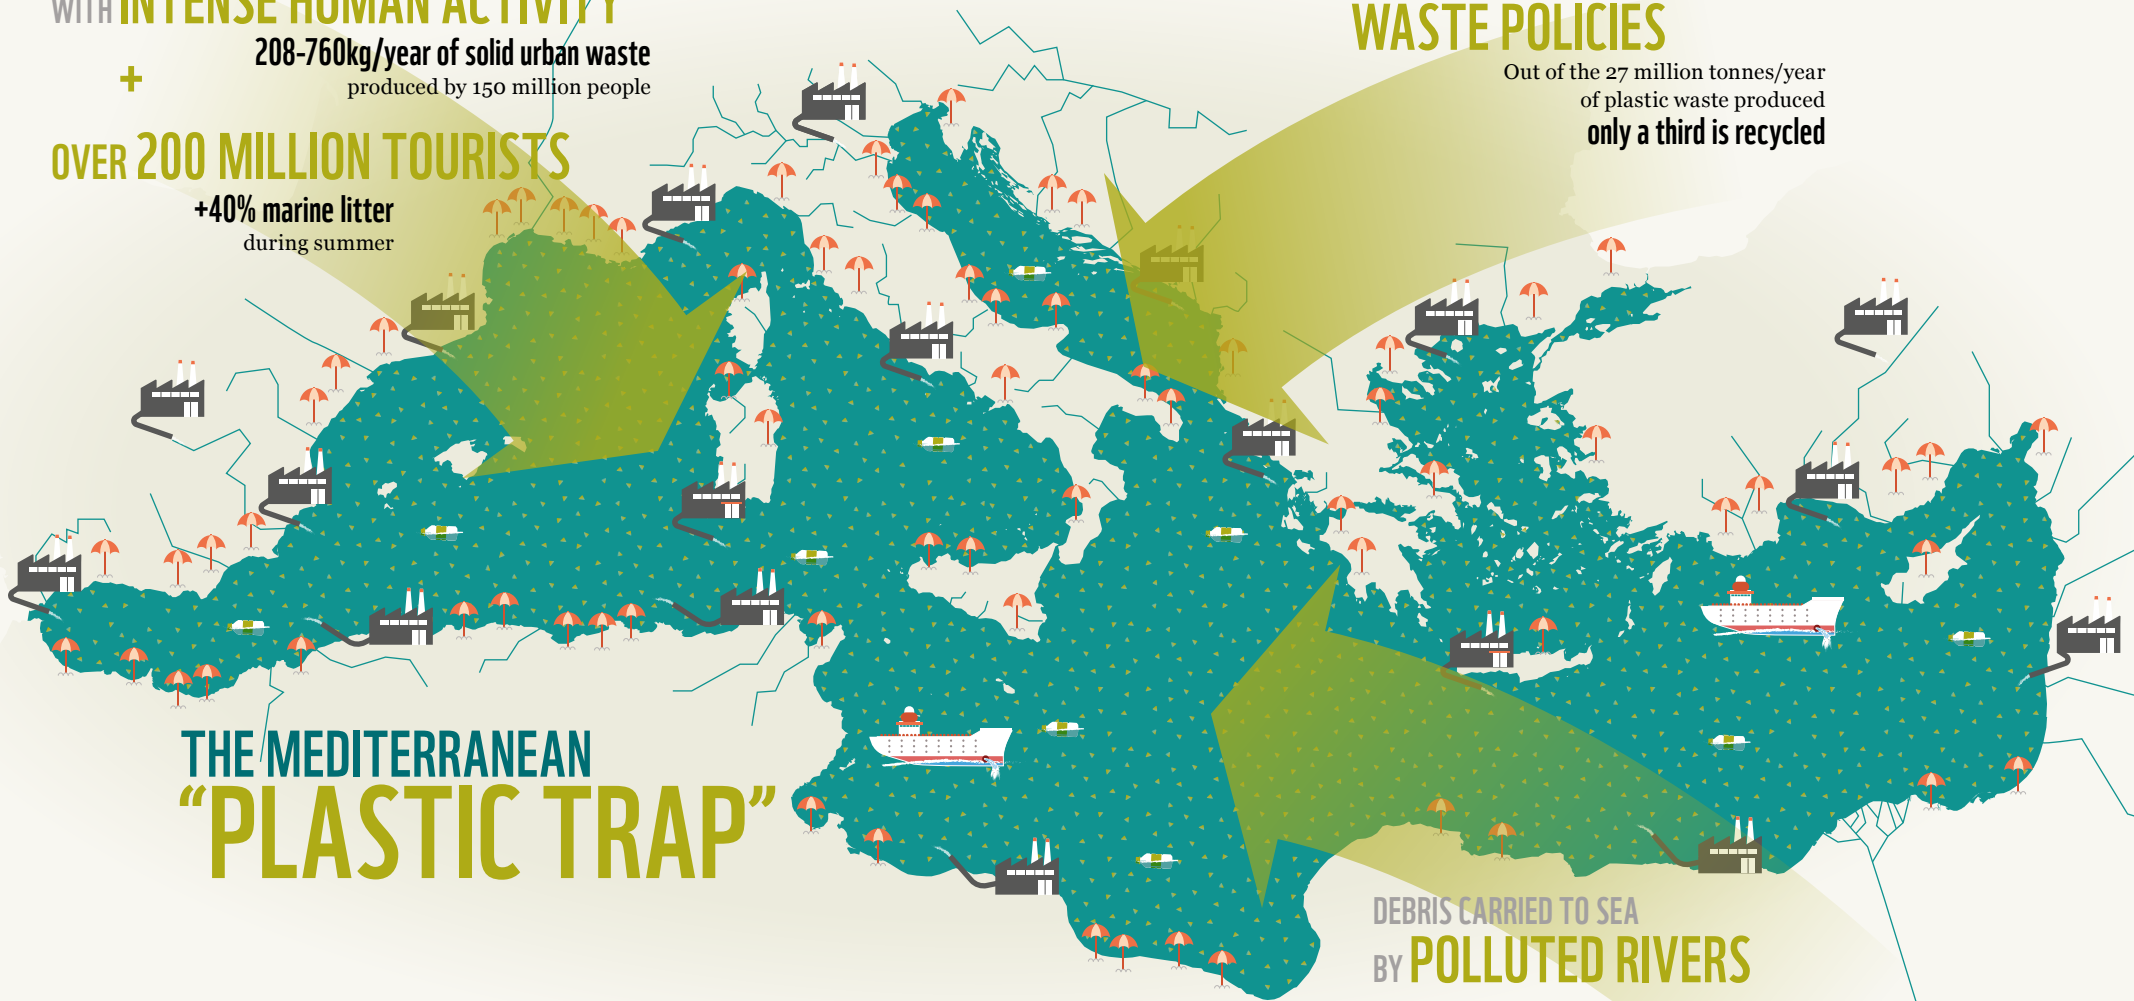 WITH INTENSE HUMAN ACTIVITY
208-760kg/year of solid urban waste
produced by 150 million people
+
OVER 200 MILLION TOURISTS
+40% marine litter
during summer
WASTE POLICIES
Out of the 27 million tonnes/year
of plastic waste produced
only a third is recycled
THE MEDITERRANEAN
“PLASTIC TRAP”
DEBRIS CARRIED TO SEA
BY POLLUTED RIVERS